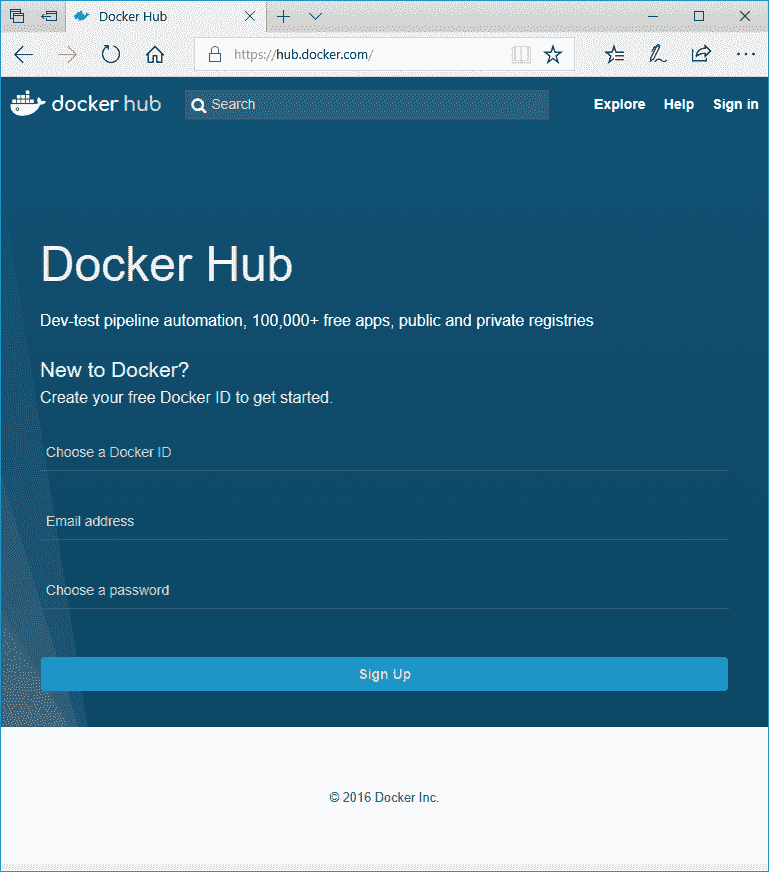 Docker Hub
https://hub.docker.com/
docker hub
Search
Explore Help Sign in
Docker Hub
Dev-test pipeline automation, 100,000+ free apps, public and private registries
New to Docker?
Create your free Docker ID to get started.
Choose a Docker ID
Email address
Choose a password
Sign Up
© 2016 Docker Inc.